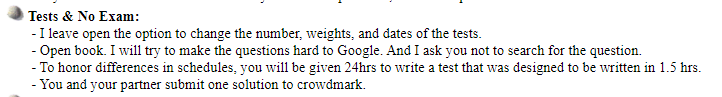 Tests & No Exam:
- I leave open the option to change the number, weights, and dates of the tests.
- Open book. I will try to make the questions hard to Google. And I ask you not to search for the question.
- To honor differences in schedules, you will be given 24hrs to write a test that was designed to be written in 1.5 hrs.
- You and your partner submit one solution to crowdmark.